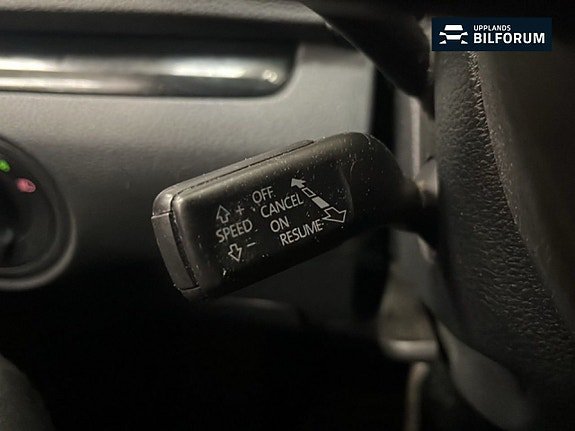 UPPLANDS
BILFORUM
OFF
+ CANCEL
SPEED ON
- RESUME